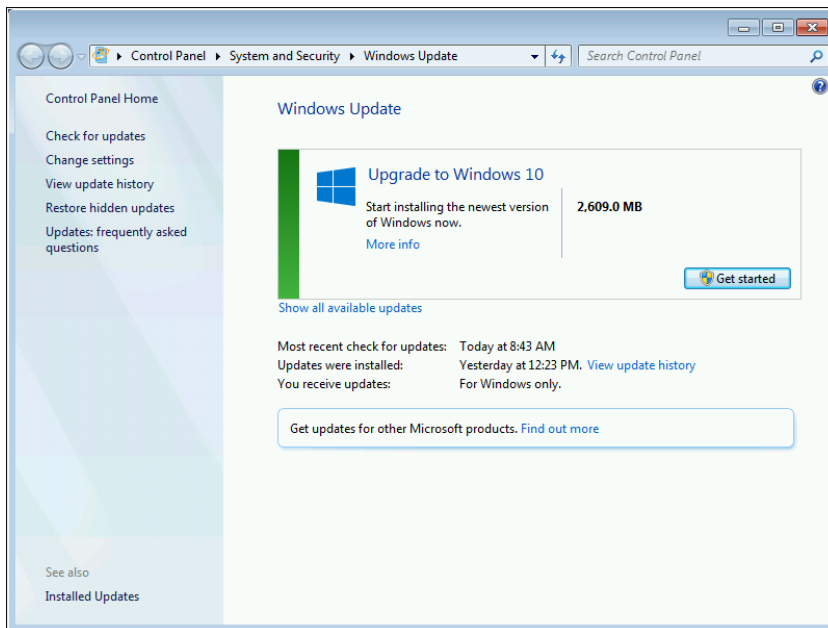 Control Panel System and Security Windows Update
Search Control Panel
Control Panel Home
Check for updates
Change settings
View update history
Restore hidden updates
Updates: frequently asked
questions
See also
Installed Updates
Windows Update
Upgrade to Windows 10
Start installing the newest version
of Windows now.
More info
2,609.0 MB
Get started
Show all available updates
Most recent check for updates: Today at 8:43 AM
Updates were installed: Yesterday at 12:23 PM. View update history
You receive updates: For Windows only.
Get updates for other Microsoft products. Find out more